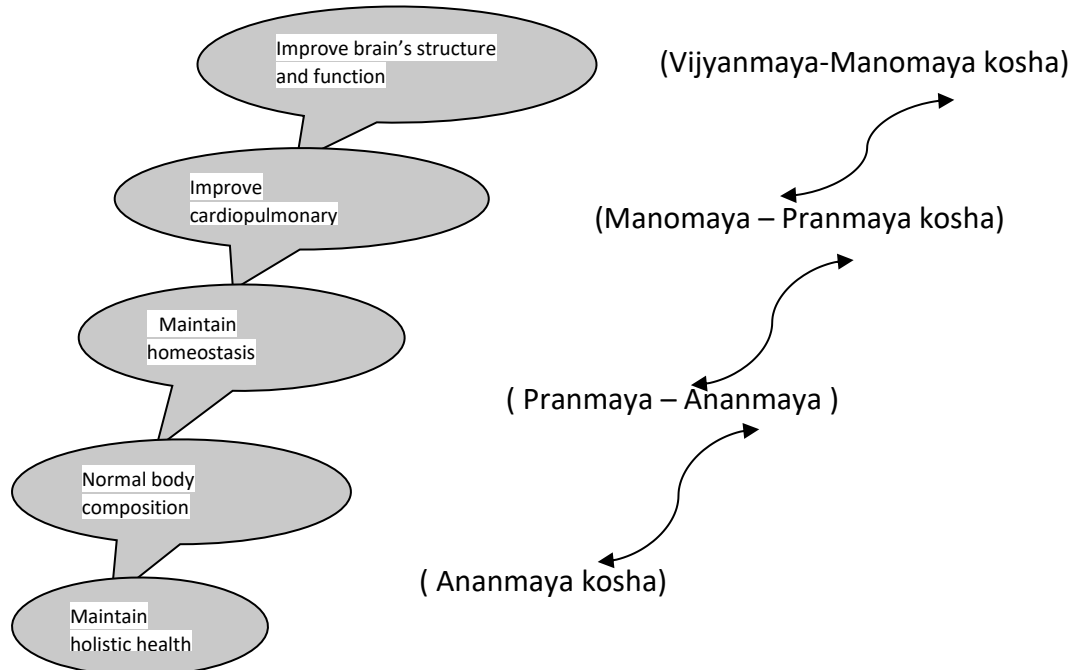 Improve brain's structure
and function
(Vijyanmaya-Manomaya kosha)
Improve
cardiopulmonary
(Manomaya – Pranmaya kosha)
Maintain
homeostasis
( Pranmaya – Ananmaya )
Normal body
composition
( Ananmaya kosha)
Maintain
holistic health